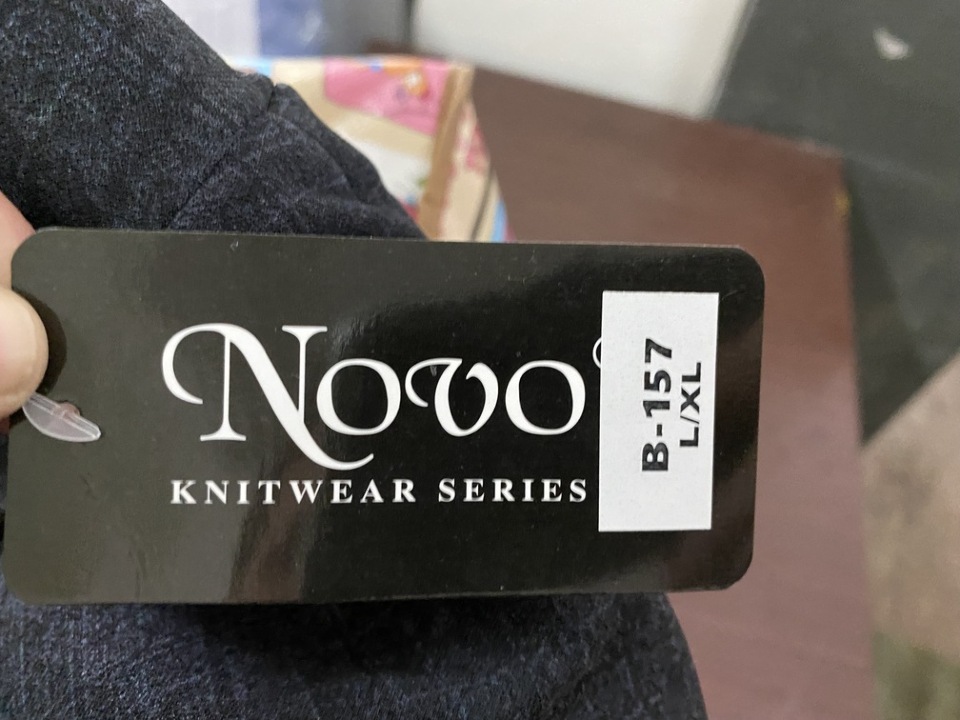 Novo
KNITWEAR SERIES
B-157
L/XL